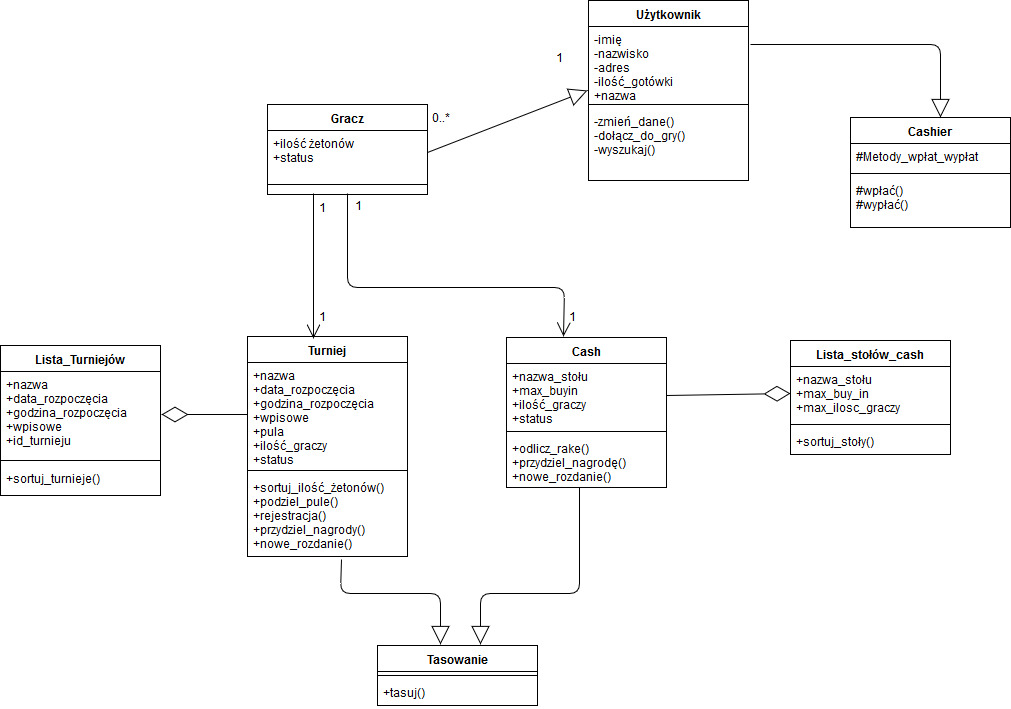 Użytkownik
-imię
-nazwisko
-adres
-ilość_gotówki
+nazwa
-zmień_dane()
-dołącz_do_gry()
-wyszukaj()
1
0..*
Gracz
+ilość żetonów
+status
1
1
Cashier
#Metody_wpłat_wypłat
#wpłać()
#wypłać()
1
1
Lista_Turniejów
+nazwa
+data_rozpoczęcia
+godzina_rozpoczęcia
+wpisowe
+id_turnieju
+sortuj_turnieje()
Turniej
+nazwa
+data_rozpoczęcia
+godzina_rozpoczęcia
+wpisowe
+pula
+ilość_graczy
+status
+sortuj_ilość_żetonów()
+podziel_pule()
+rejestracja()
+przydziel_nagrody()
+nowe_rozdanie()
Cash
+nazwa_stołu
+max_buyin
+ilość_graczy
+status
+odlicz_rake()
+przydziel_nagrodę()
+nowe_rozdanie()
Lista_stołów_cash
+nazwa_stołu
+max_buy_in
+max_ilosc_graczy
+sortuj_stoły()
Tasowanie
+tasuj()